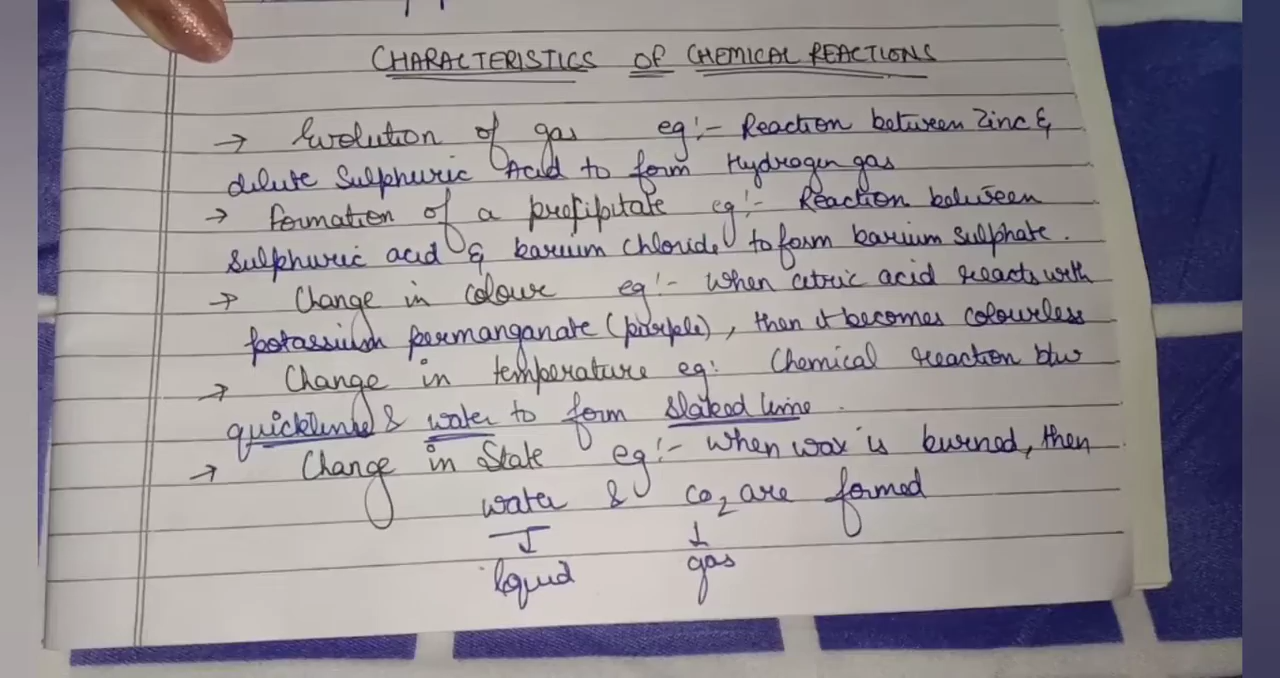 CHARACTERISTICS OF CHEMICAL REACTIONS
→ Evolution of gas eg:- Reaction between Zinc &
dilute Sulphuric Acid to form Hydrogen gas
→ formation of a prefipitate eg:- Reaction between
sulphuric acid & barium chloride to form barium sulphate.
→ Change in colour eg:- When citric acid reacts with
potassium permanganate (purple), then it becomes colourless
→ Change in temperature eg: Chemical reaction b/w
quicklime & water to form slaked lime.
→ Change in State eg:- When wax is burned, then
water & co₂ are formed
↓ ↓
liquid gas